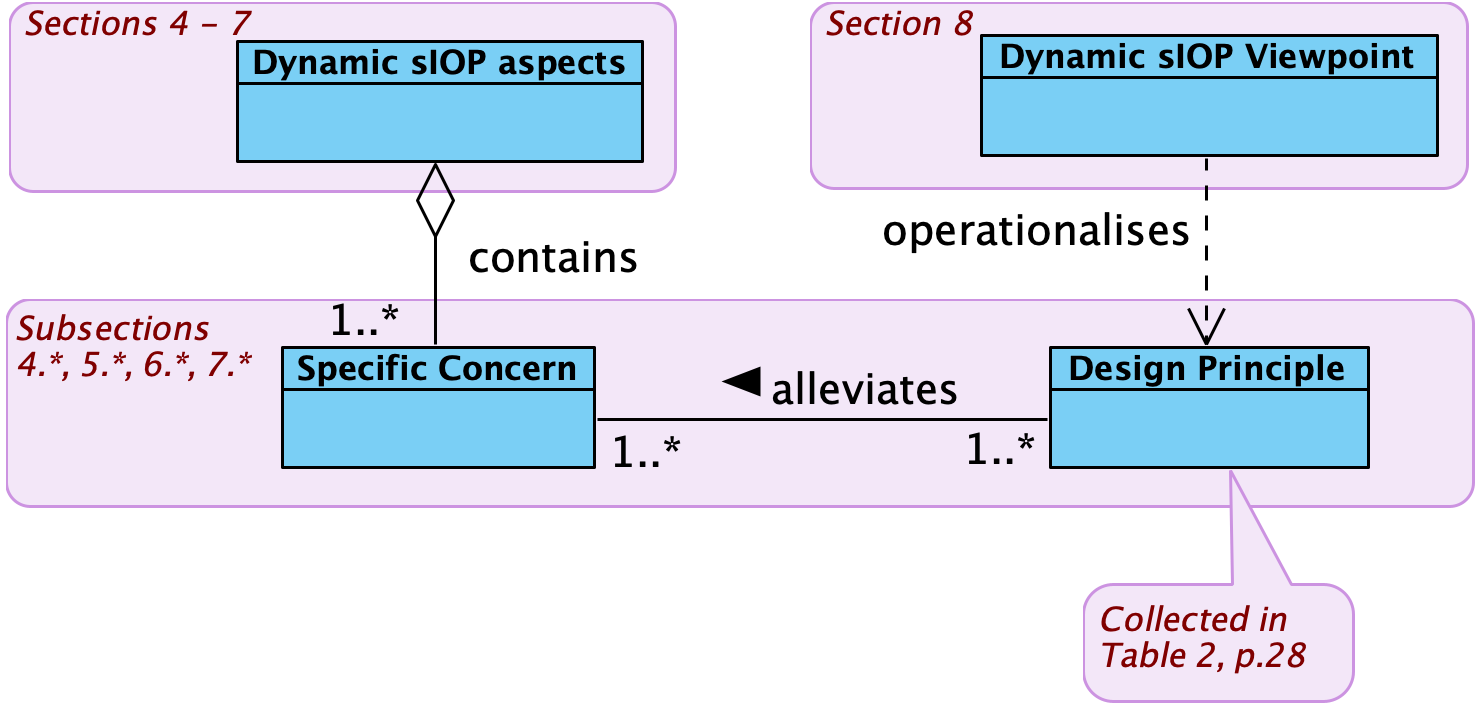 Sections 4 – 7
Dynamic sIOP aspects
Section 8
Dynamic sIOP Viewpoint
contains
operationalises
1..*
Subsections
4.*, 5.*, 6.*, 7.*
Specific Concern
alleviates
1..*
1..*
Design Principle
Collected in
Table 2, p.28